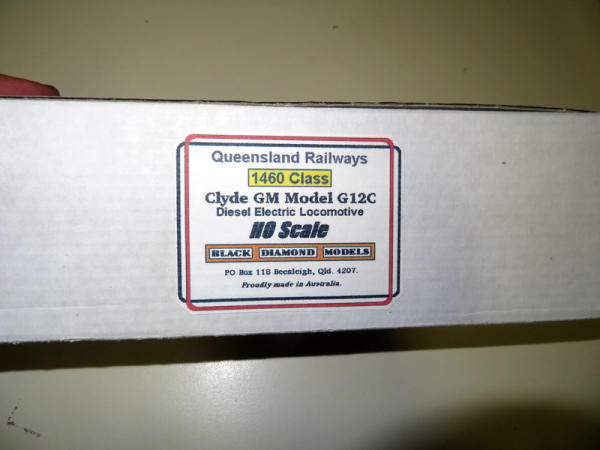 Queensland Railways
1460 Class
Clyde GM Model G12C
Diesel Electric Locomotive
HO Scale
BLACK DIAMOND MODELS
PO Box 118 Beenleigh, Qld. 4207.
Proudly made in Australia.